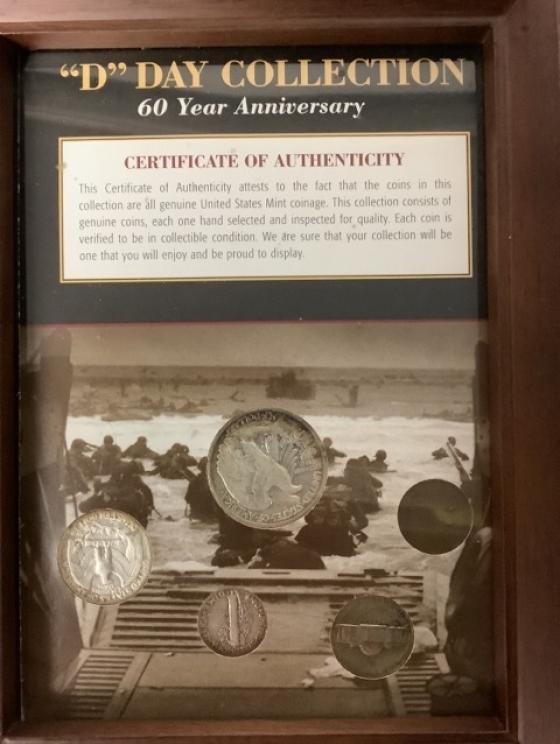 “D” DAY COLLECTION
60 Year Anniversary
CERTIFICATE OF AUTHENTICITY
This Certificate of Authenticity attests to the fact that the coins in this
collection are all genuine United States Mint coinage. This collection consists of
genuine coins, each one hand selected and inspected for quality. Each coin is
verified to be in collectible condition. We are sure that your collection will be
one that you will enjoy and be proud to display.